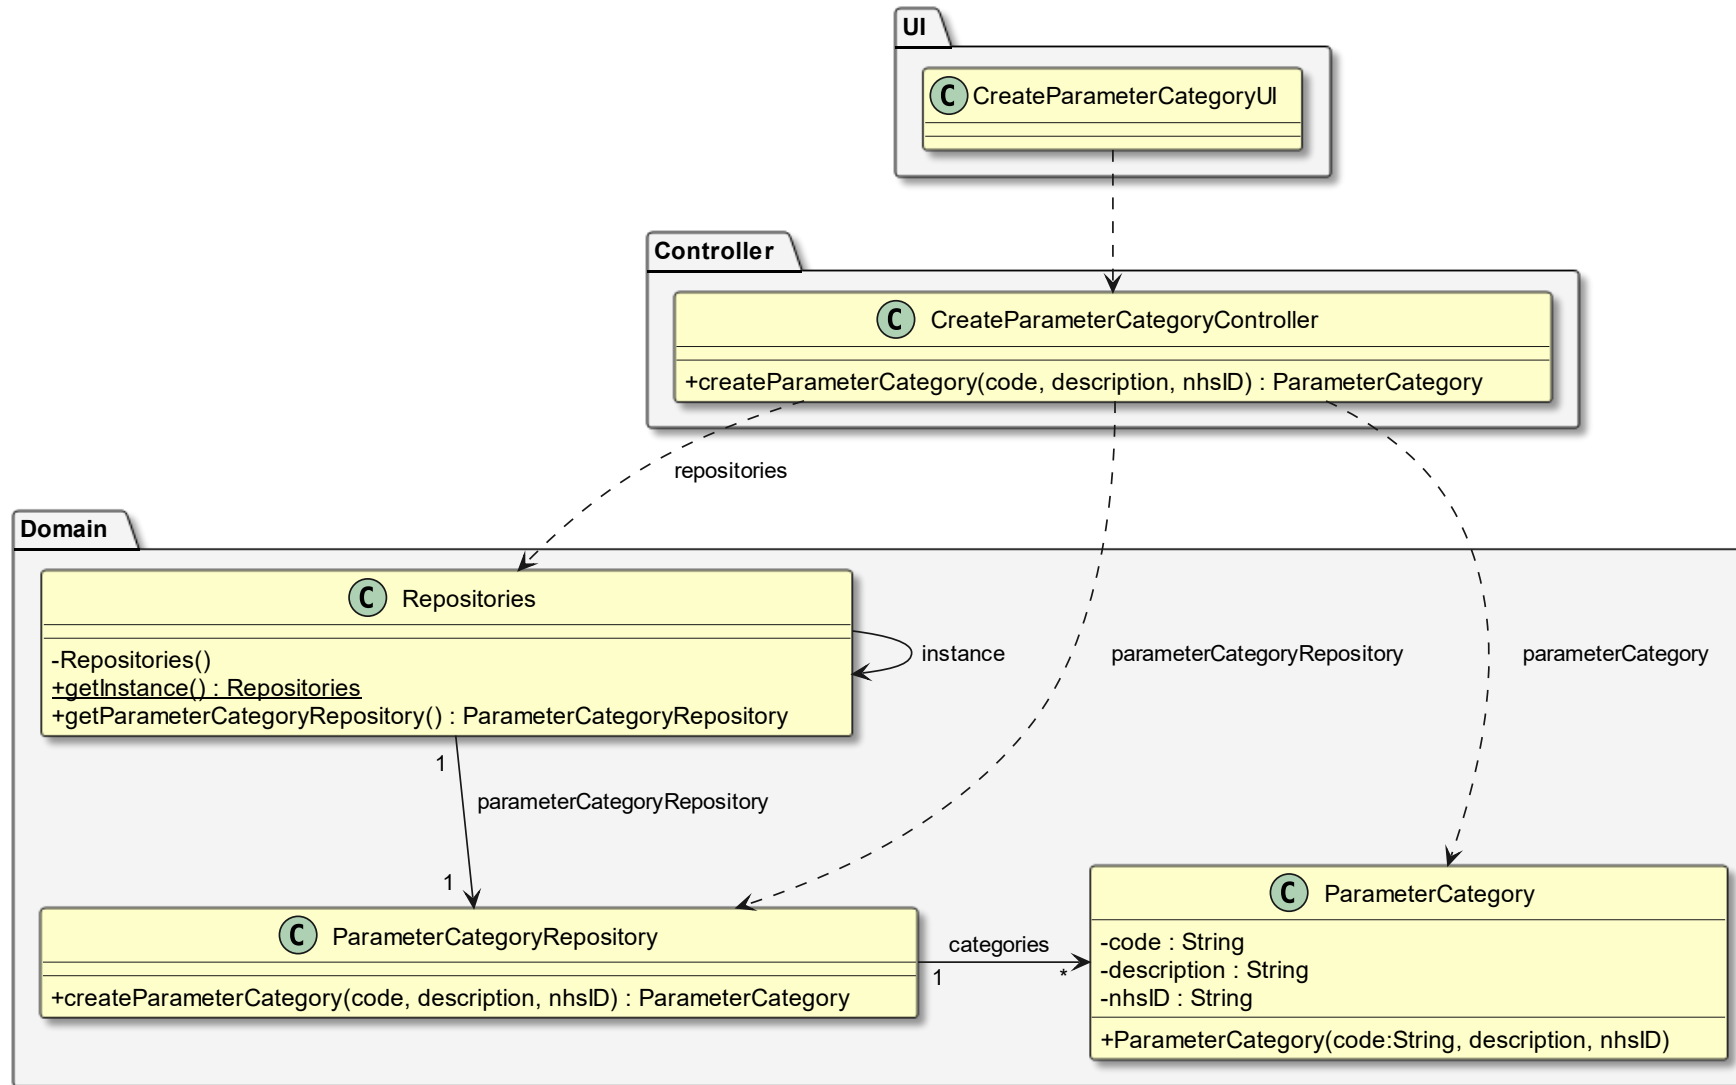 UI
C CreateParameterCategoryUI
Controller
C CreateParameterCategoryController
+createParameterCategory(code, description, nhsID) : ParameterCategory
repositories
Domain
C Repositories
-Repositories()
+getInstance() : Repositories
+getParameterCategoryRepository() : ParameterCategoryRepository
instance
parameterCategoryRepository
parameterCategory
1
parameterCategoryRepository
1
C ParameterCategoryRepository
+createParameterCategory(code, description, nhsID) : ParameterCategory
categories
1
*
C ParameterCategory
-code : String
-description : String
-nhsID : String
+ParameterCategory(code:String, description, nhsID)